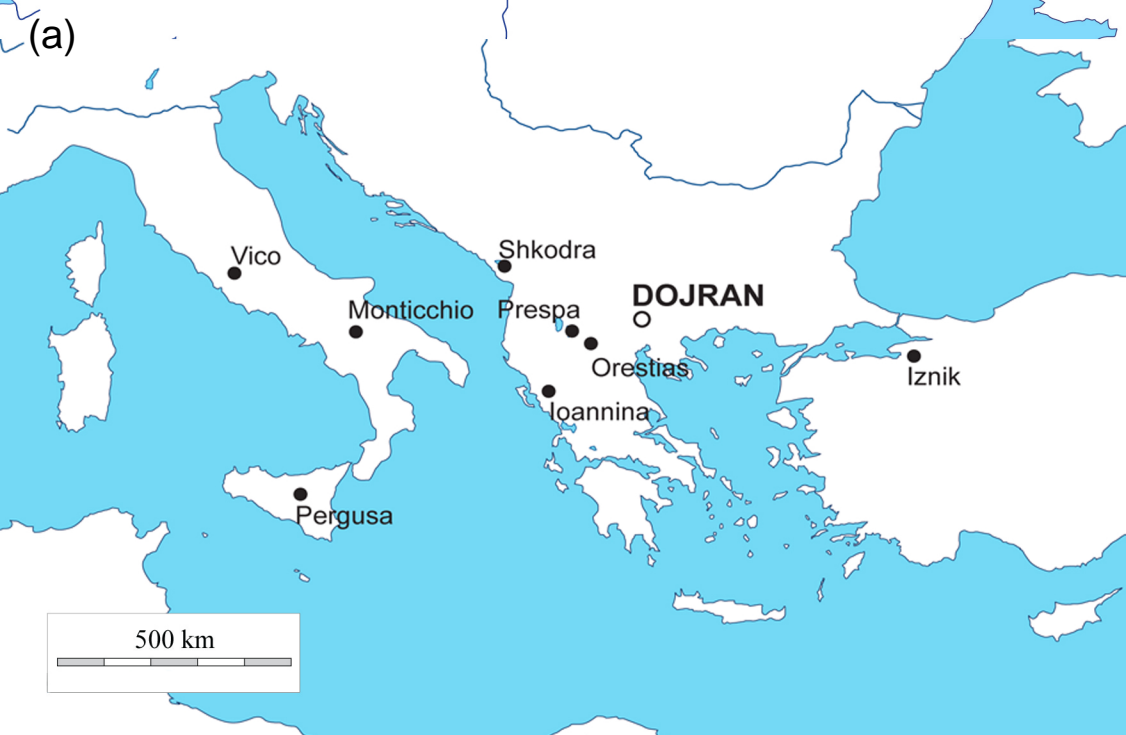 (a)
Shkodra
Vico
DOJRAN
Monticchio
Prespa
Orestias
Iznik
Ioannina
Pergusa
500 km